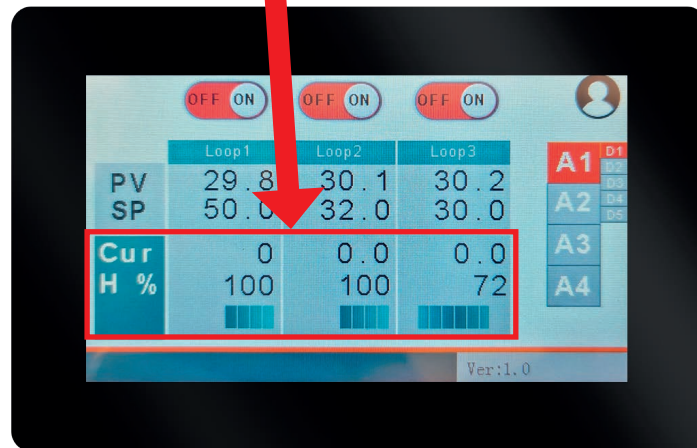 OFF ON OFF ON OFF ON
Loop1 Loop2 Loop3
PV 29.8 30.1 30.2
SP 50.0 32.0 30.0
Cur 0 0.0 0.0
H % 100 100 72
A1
A2
A3
A4
D1
D2
D3
D4
D5
Ver:1.0